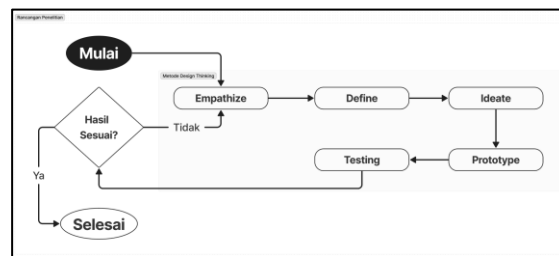 Rancangan Penelitian
Mulai
Metode Design Thinking
Empathize
Define
Ideate
Hasil
Sesuai?
Tidak
Testing
Prototype
Ya
Selesai